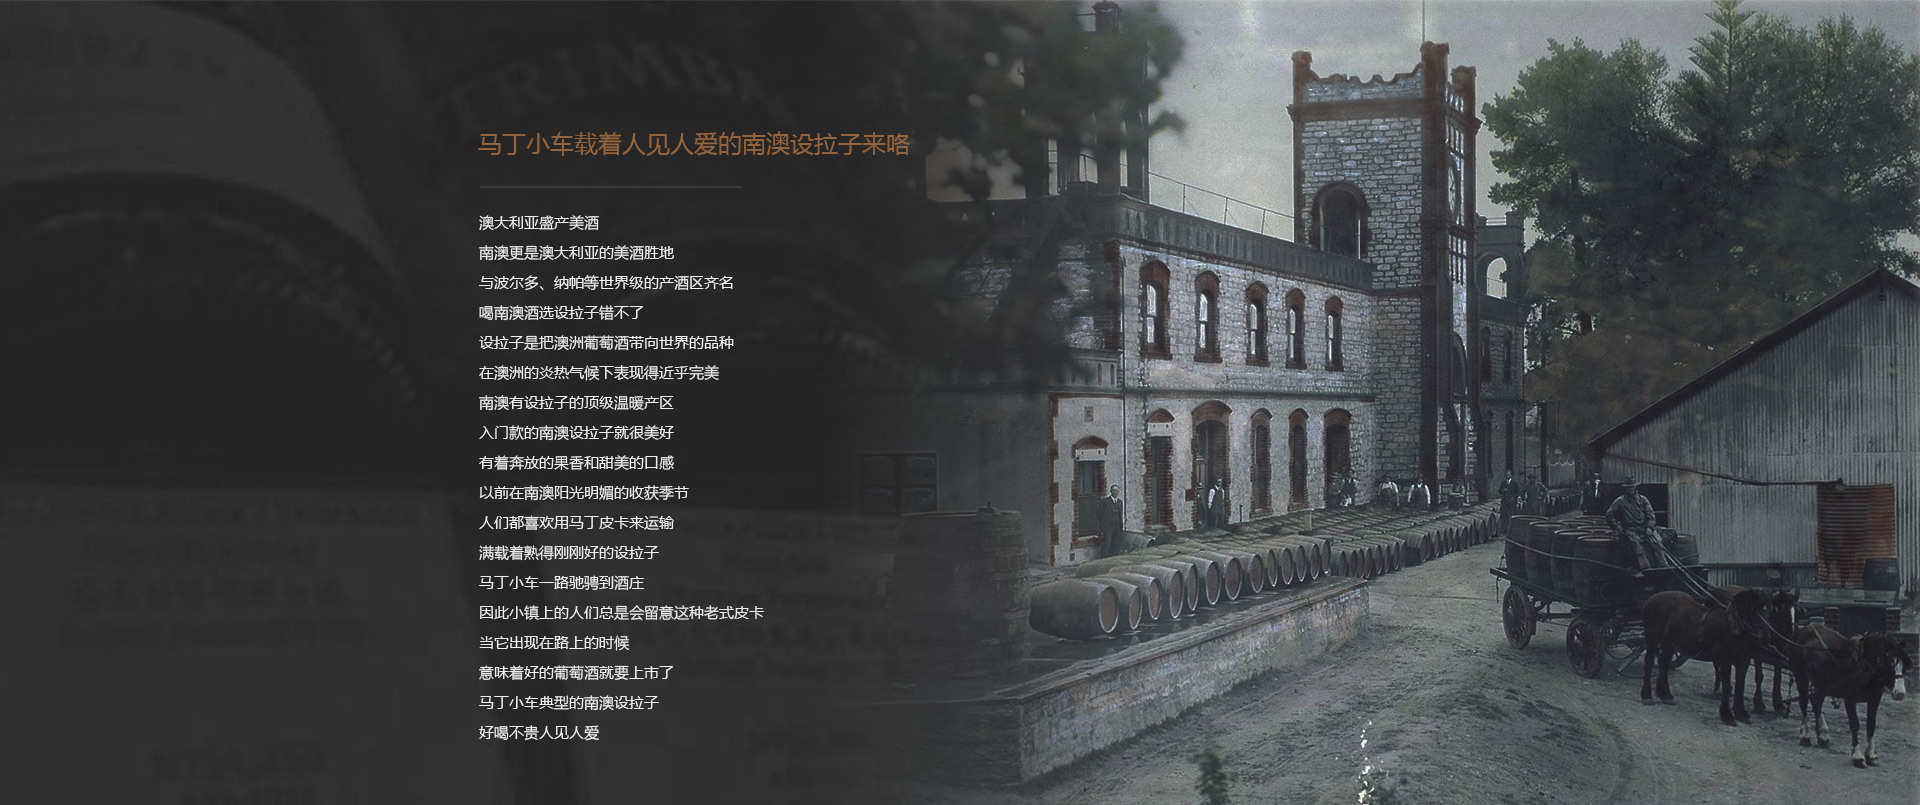 马丁小车载着人见人爱的南澳设拉子来咯
澳大利亚盛产美酒
南澳更是澳大利亚的美酒胜地
与波尔多、纳帕等世界级的产酒区齐名
喝南澳酒选设拉子错不了
设拉子是把澳洲葡萄酒带向世界的品种
在澳洲的炎热气候下表现得近乎完美
南澳有设拉子的顶级温暖产区
入门款的南澳设拉子就很美好
有着奔放的果香和甜美的口感
以前在南澳阳光明媚的收获季节
人们都喜欢用马丁皮卡来运输
满载着熟得刚刚好的设拉子
马丁小车一路驰骋到酒庄
因此小镇上的人们总是会留意这种老式皮卡
当它出现在路上的时候
意味着好的葡萄酒就要上市了
马丁小车典型的南澳设拉子
好喝不贵人见人爱